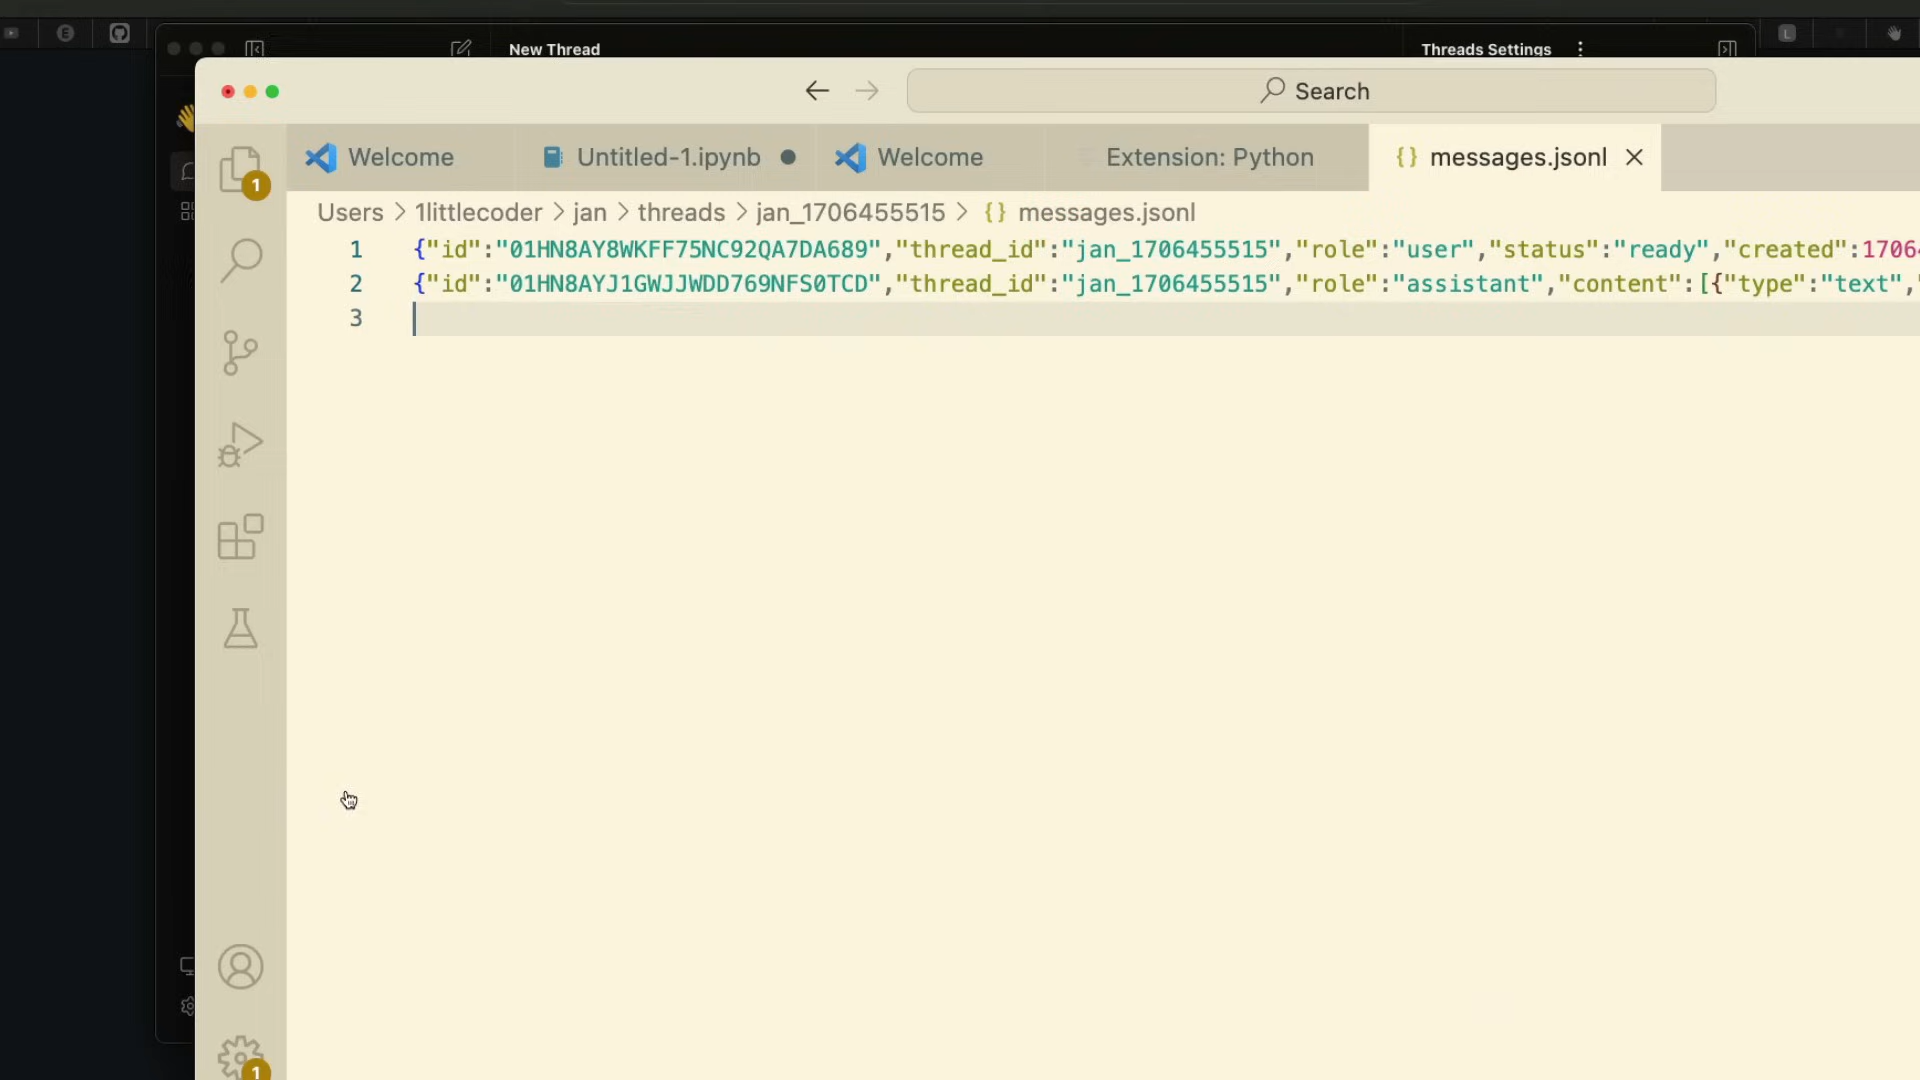 E
New Thread
Threads Settings
L
Search
Welcome
Untitled-1.ipynb
Welcome
Extension: Python
{} messages.jsonl
1
Users > 1littlecoder > jan > threads > jan_1706455515 > {} messages.jsonl
1 {"id":"01HN8AY8WKFF75NC92QA7DA689","thread_id":"jan_1706455515","role":"user","status":"ready","created":1706
2 {"id":"01HN8AYJ1GWJJWDD769NFS0TCD","thread_id":"jan_1706455515","role":"assistant","content":[{"type":"text",
3
1